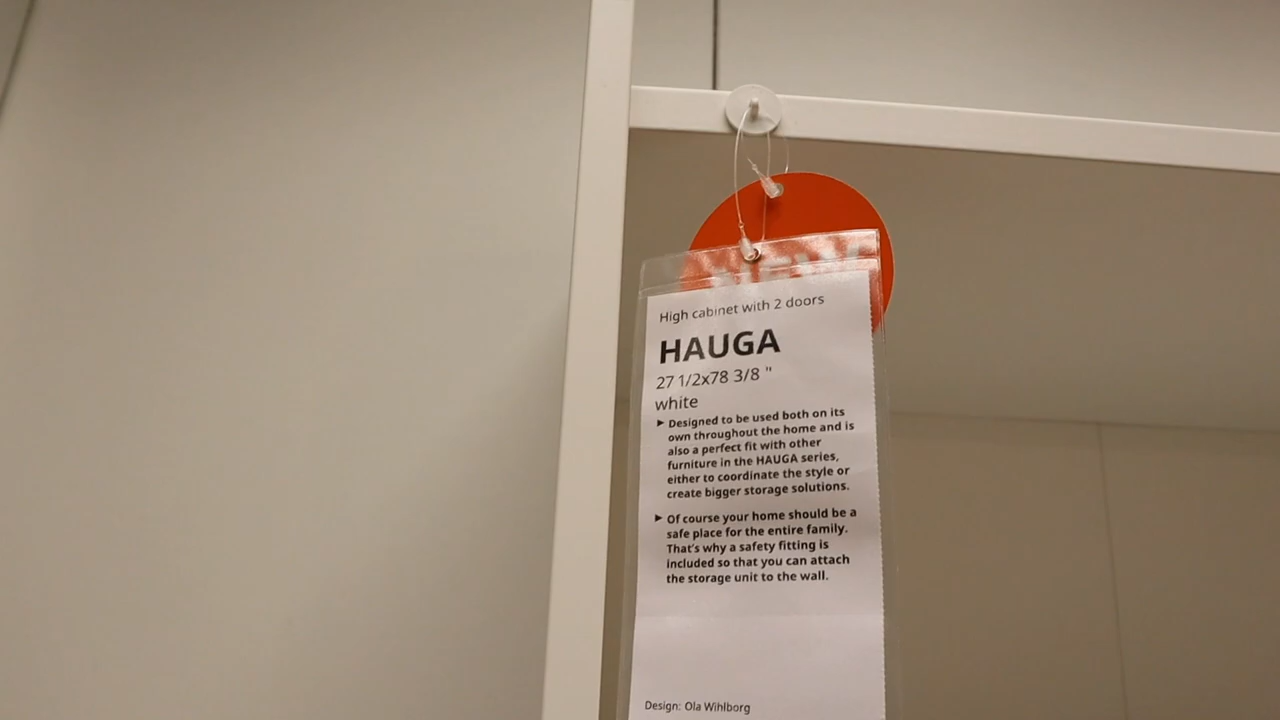 NEW
High cabinet with 2 doors
HAUGA
27 1/2x78 3/8 "
white
► Designed to be used both on its
own throughout the home and is
also a perfect fit with other
furniture in the HAUGA series,
either to coordinate the style or
create bigger storage solutions.
► Of course your home should be a
safe place for the entire family.
That's why a safety fitting is
included so that you can attach
the storage unit to the wall.
Design: Ola Wihlborg